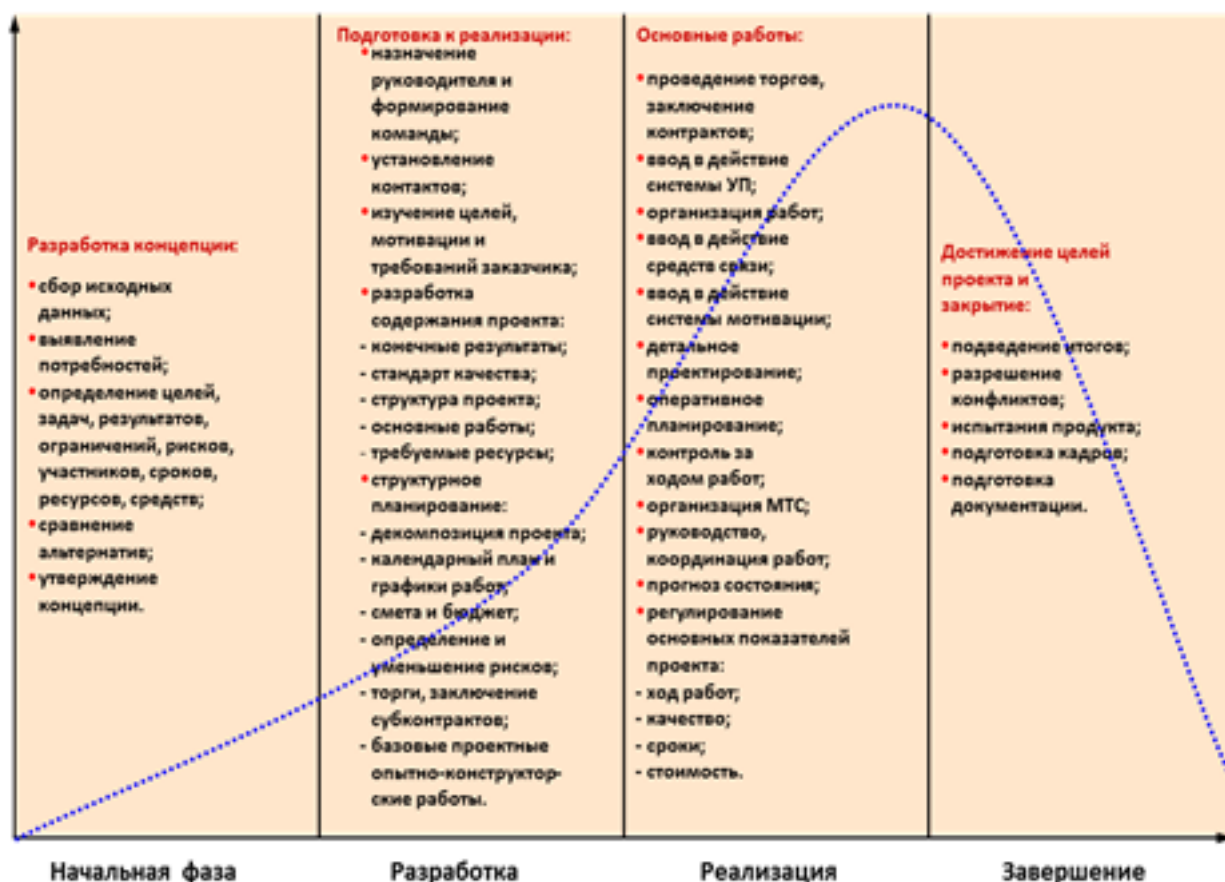 Разработка концепции:
•сбор исходных
данных;
•выявление
потребностей;
•определение целей,
задач, результатов,
ограничений, рисков,
участников, сроков,
ресурсов, средств;
•сравнение
альтернатив;
•утверждение
концепции.
Подготовка к реализации:
•назначение
руководителя и
формирование
команды;
•установление
контактов;
•изучение целей,
мотивации и
требований заказчика;
•разработка
содержания проекта:
- конечные результаты;
- стандарт качества;
- структура проекта;
- основные работы;
- требуемые ресурсы;
•структурное
планирование:
- декомпозиция проекта;
- календарный план и
графики работ;
- смета и бюджет;
- определение и
уменьшение рисков;
- торги, заключение
субконтрактов;
- базовые проектные
опытно-конструктор-
ские работы.
Основные работы:
•проведение торгов,
заключение
контрактов;
•ввод в действие
системы УП;
•организация работ;
•ввод в действие
средств связи;
•ввод в действие
системы мотивации;
•детальное
проектирование;
•оперативное
планирование;
•контроль за
ходом работ;
•организация МТС;
•руководство,
координация работ;
•прогноз состояния;
•регулирование
основных показателей
проекта:
- ход работ;
- качество;
- сроки;
- стоимость.
Достижение целей
проекта и
закрытие:
•подведение итогов;
•разрешение
конфликтов;
•испытания продукта;
•подготовка кадров;
•подготовка
документации.
Начальная фаза
Разработка
Реализация
Завершение